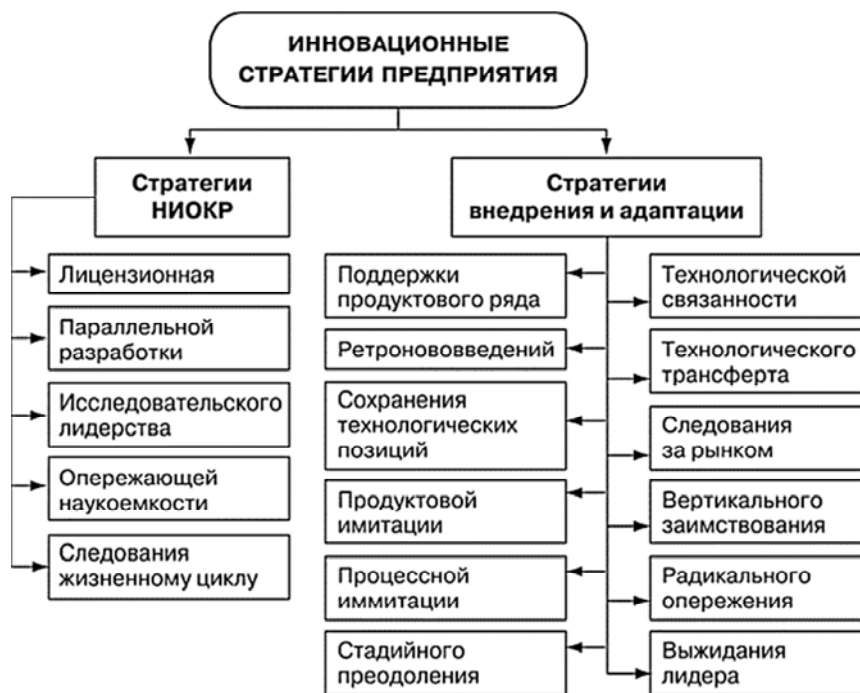 ИННОВАЦИОННЫЕ
СТРАТЕГИИ ПРЕДПРИЯТИЯ
Стратегии
НИОКР
Лицензионная
Параллельной
разработки
Исследовательского
лидерства
Опережающей
наукоемкости
Следования
жизненному циклу
Стратегии
внедрения и адаптации
Поддержки
продуктового ряда
Ретронововведений
Сохранения
технологических
позиций
Продуктовой
имитации
Процессной
иммитации
Стадийного
преодоления
Технологической
связанности
Технологического
трансферта
Следования
за рынком
Вертикального
заимствования
Радикального
опережения
Выжидания
лидера